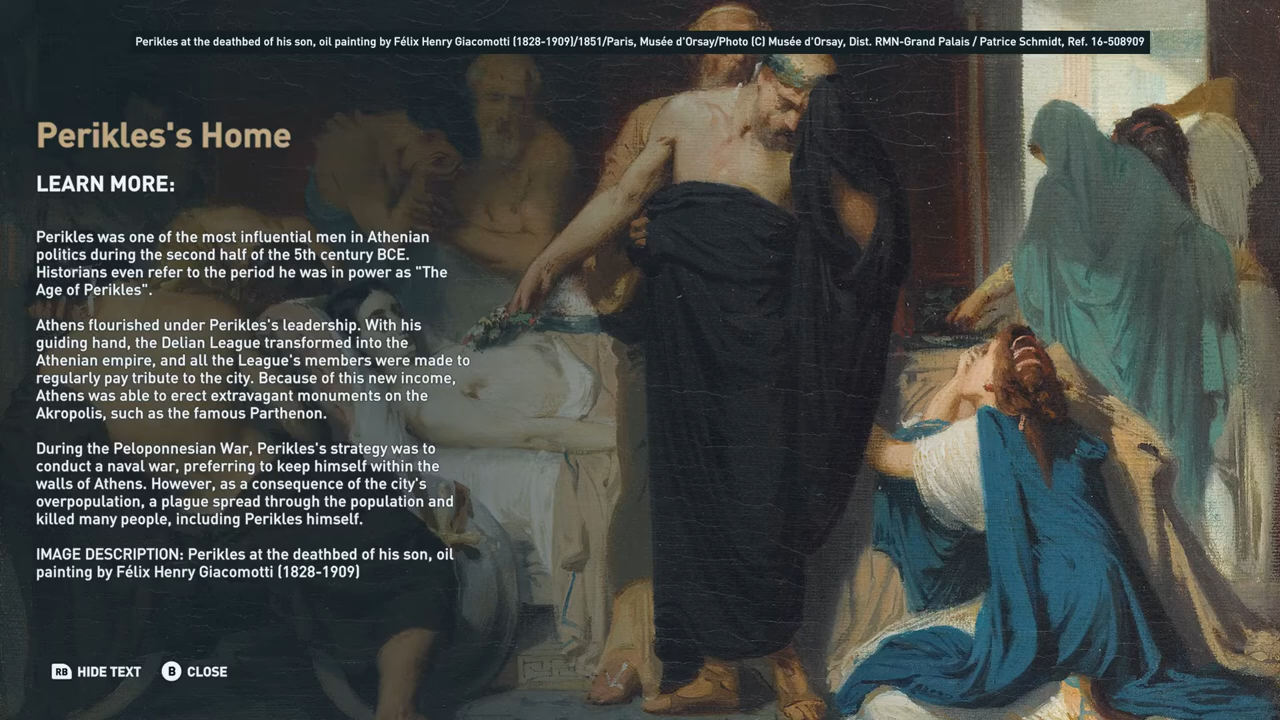 Perikles at the deathbed of his son, oil painting by Félix Henry Giacomotti (1828-1909)/1851/Paris, Musée d'Orsay/Photo (C) Musée d'Orsay, Dist. RMN-Grand Palais / Patrice Schmidt, Ref. 16-508909
Perikles's Home
LEARN MORE:
Perikles was one of the most influential men in Athenian
politics during the second half of the 5th century BCE.
Historians even refer to the period he was in power as "The
Age of Perikles".
Athens flourished under Perikles's leadership. With his
guiding hand, the Delian League transformed into the
Athenian empire, and all the League's members were made to
regularly pay tribute to the city. Because of this new income,
Athens was able to erect extravagant monuments on the
Akropolis, such as the famous Parthenon.
During the Peloponnesian War, Perikles's strategy was to
conduct a naval war, preferring to keep himself within the
walls of Athens. However, as a consequence of the city's
overpopulation, a plague spread through the population and
killed many people, including Perikles himself.
IMAGE DESCRIPTION: Perikles at the deathbed of his son, oil
painting by Félix Henry Giacomotti (1828-1909)
RB HIDE TEXT B CLOSE